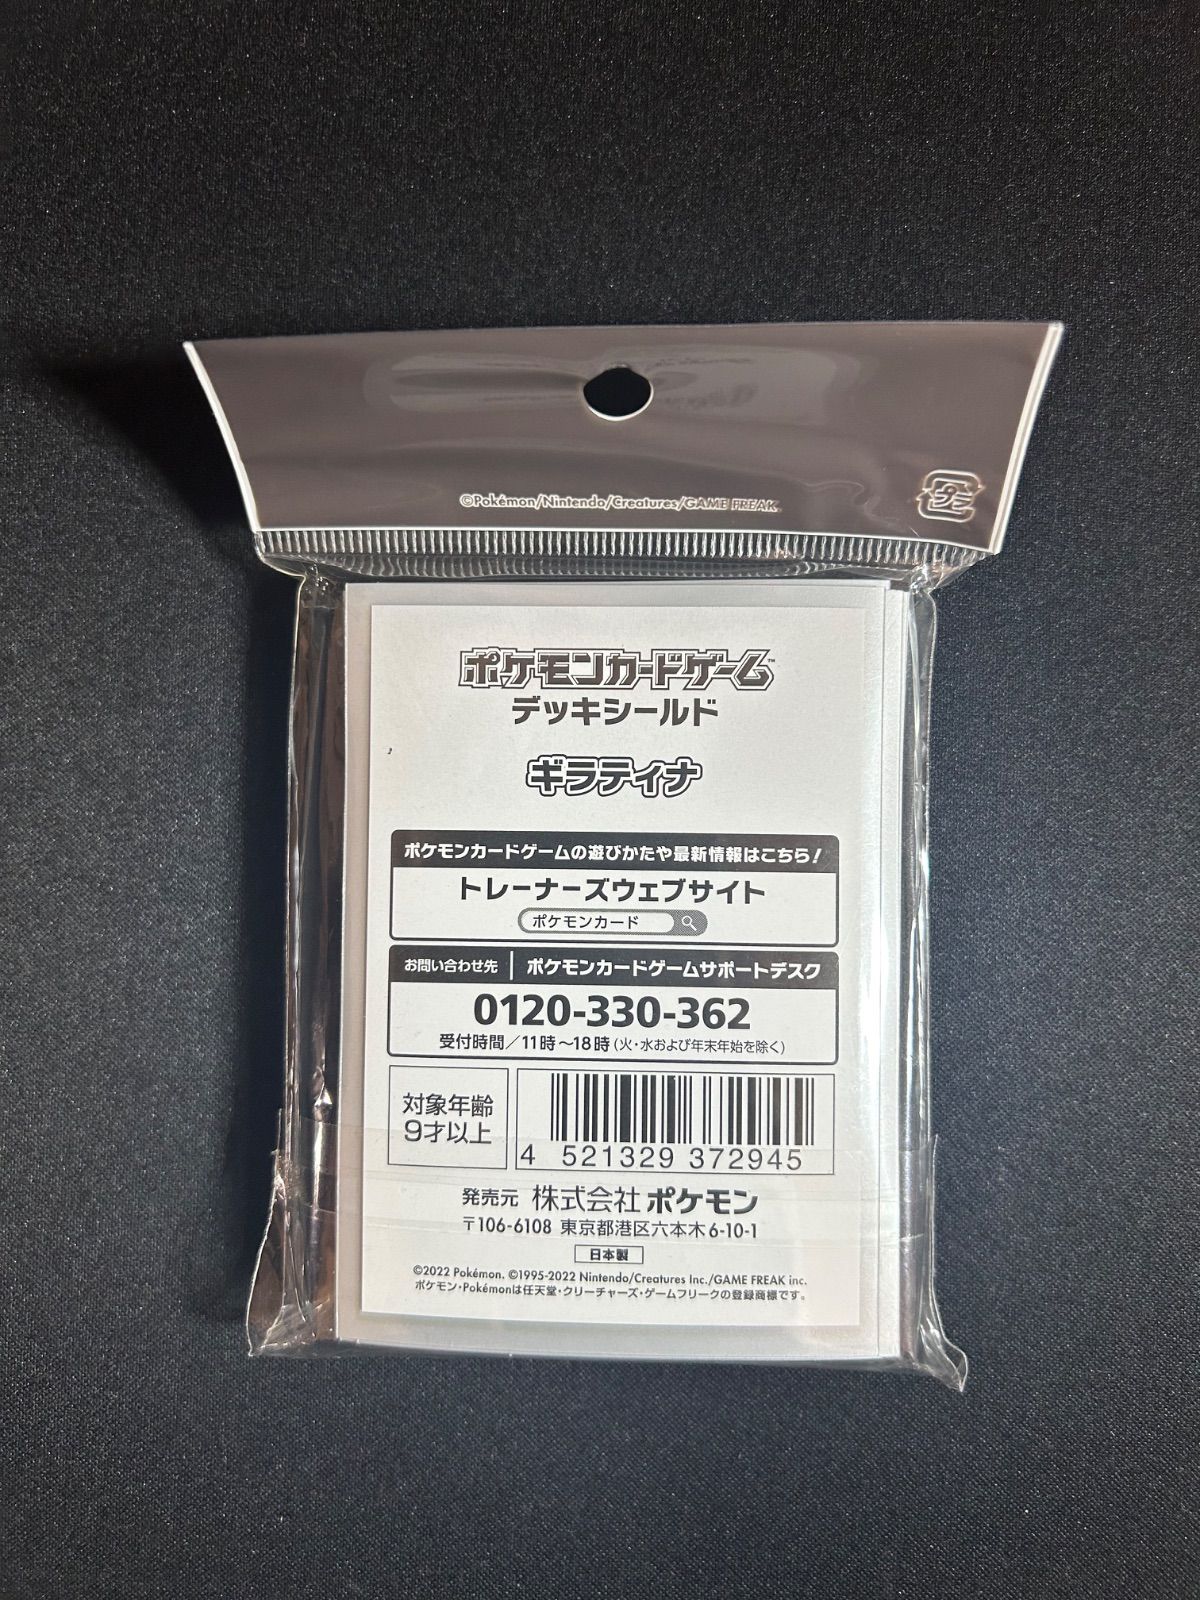 ©Pokémon/Nintendo/Creatures/GAME FREAK
プラ
ポケモンカードゲーム™
デッキシールド
ギラティナ
ポケモンカードゲームの遊びかたや最新情報はこちら!
トレーナーズウェブサイト
ポケモンカード
お問い合わせ先 ポケモンカードゲームサポートデスク
0120-330-362
受付時間/11時〜18時(火・水および年末年始を除く)
対象年齢
9才以上
4 521329 372945
発売元 株式会社ポケモン
〒106-6108 東京都港区六本木6-10-1
日本製
©2022 Pokémon. ©1995-2022 Nintendo/Creatures Inc./GAME FREAK inc.
ポケモン・Pokémonは任天堂・クリーチャーズ・ゲームフリークの登録商標です。